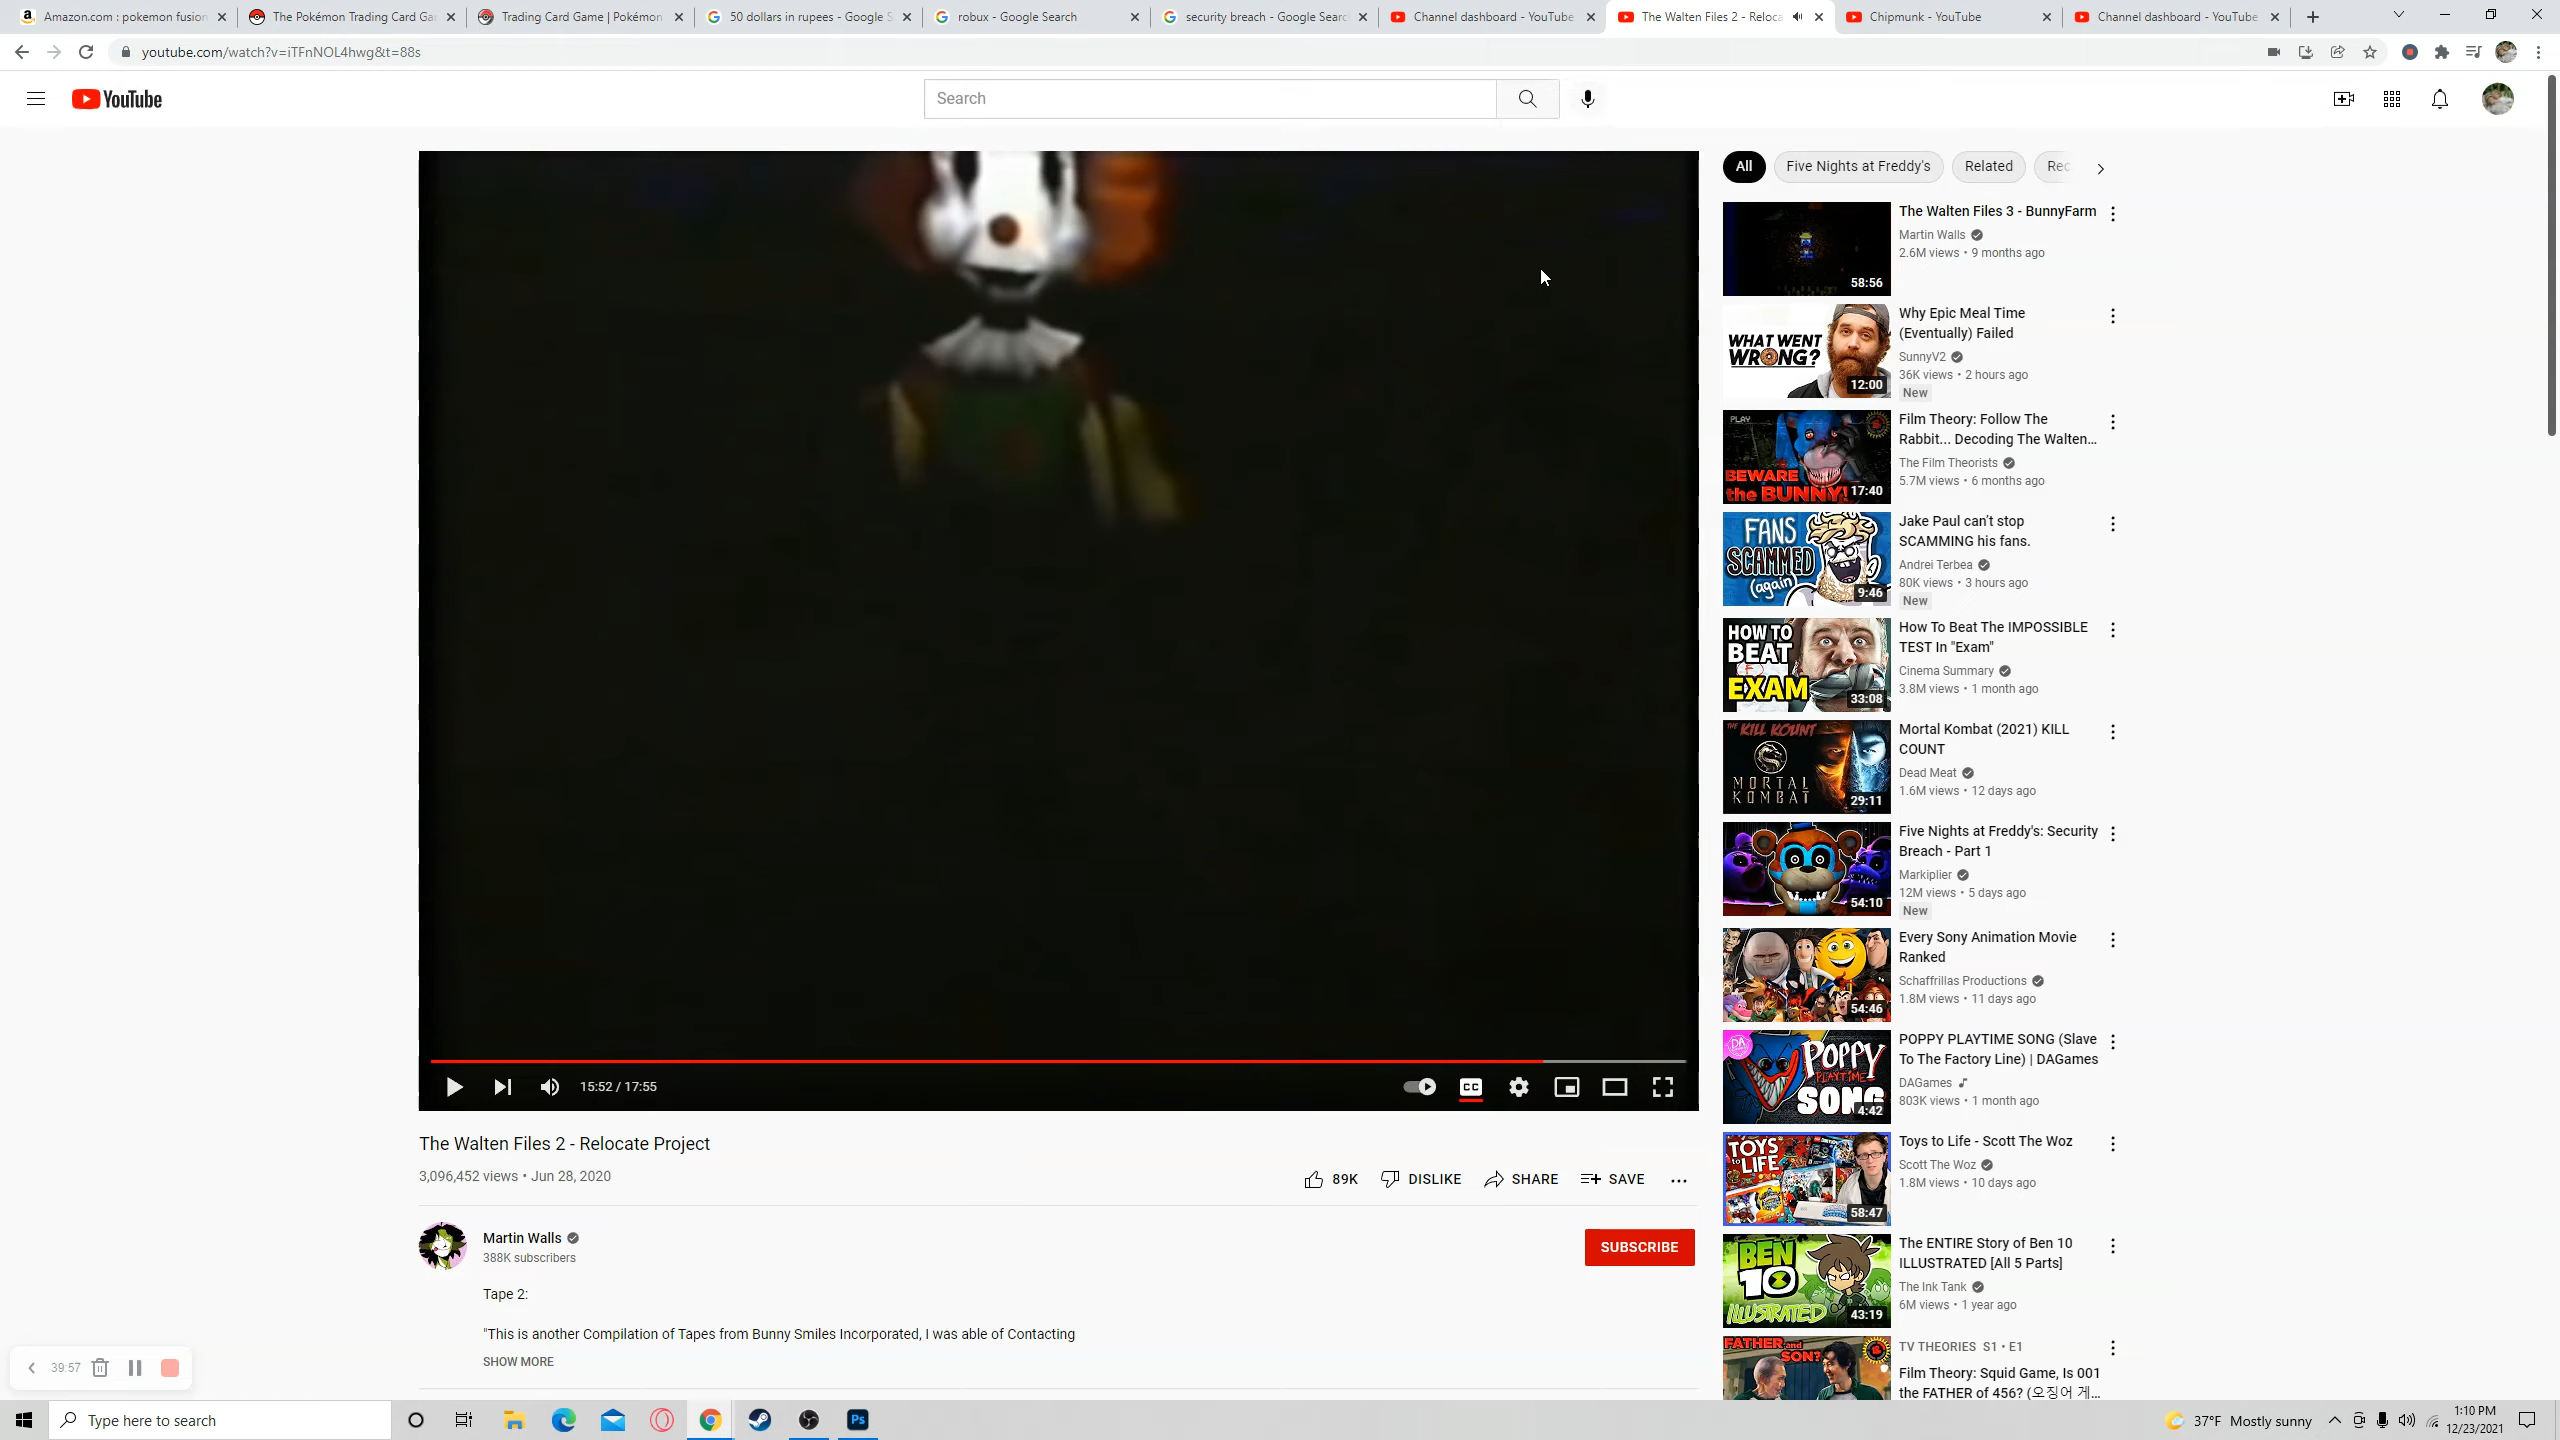 Amazon.com : pokemon fusion
The Pokémon Trading Card Ga
Trading Card Game | Pokémon
50 dollars in rupees - Google S
robux - Google Search
security breach - Google Searc
Channel dashboard - YouTube
The Walten Files 2 - Reloca
Chipmunk - YouTube
Channel dashboard - YouTube
youtube.com/watch?v=iTFnNOL4hwg&t=88s
YouTube
Search
All
Five Nights at Freddy's
Related
Rec
58:56
The Walten Files 3 - BunnyFarm
Martin Walls
2.6M views • 9 months ago
WHAT WENT
WRONG?
12:00
Why Epic Meal Time
(Eventually) Failed
SunnyV2
36K views • 2 hours ago
New
PLAY
BEWARE
the BUNNY!
17:40
Film Theory: Follow The
Rabbit... Decoding The Walten...
The Film Theorists
5.7M views • 6 months ago
FANS
SCAMMED
(again)
9:46
Jake Paul can't stop
SCAMMING his fans.
Andrei Terbea
80K views • 3 hours ago
New
HOW TO
BEAT
EXAM
33:08
How To Beat The IMPOSSIBLE
TEST In "Exam"
Cinema Summary
3.8M views • 1 month ago
THE KILL KOUNT
MORTAL
KOMBAT
29:11
Mortal Kombat (2021) KILL
COUNT
Dead Meat
1.6M views • 12 days ago
54:10
Five Nights at Freddy's: Security
Breach - Part 1
Markiplier
12M views • 5 days ago
New
54:46
Every Sony Animation Movie
Ranked
Schaffrillas Productions
1.8M views • 11 days ago
DA
POPPY
PLAYTIME
SONG
4:42
POPPY PLAYTIME SONG (Slave
To The Factory Line) | DAGames
DAGames
803K views • 1 month ago
TOYS
to LIFE
58:47
Toys to Life - Scott The Woz
Scott The Woz
1.8M views • 10 days ago
BEN
10
ILLUSTRATED
43:19
The ENTIRE Story of Ben 10
ILLUSTRATED [All 5 Parts]
The Ink Tank
6M views • 1 year ago
FATHER and
SON?
TV THEORIES S1 • E1
Film Theory: Squid Game, Is 001
the FATHER of 456? (오징어 게...
15:52 / 17:55
CC
The Walten Files 2 - Relocate Project
3,096,452 views • Jun 28, 2020
89K
DISLIKE
SHARE
SAVE
Martin Walls
388K subscribers
SUBSCRIBE
Tape 2:
"This is another Compilation of Tapes from Bunny Smiles Incorporated, I was able of Contacting
SHOW MORE
39:57
Type here to search
Ps
37°F Mostly sunny
1:10 PM
12/23/2021